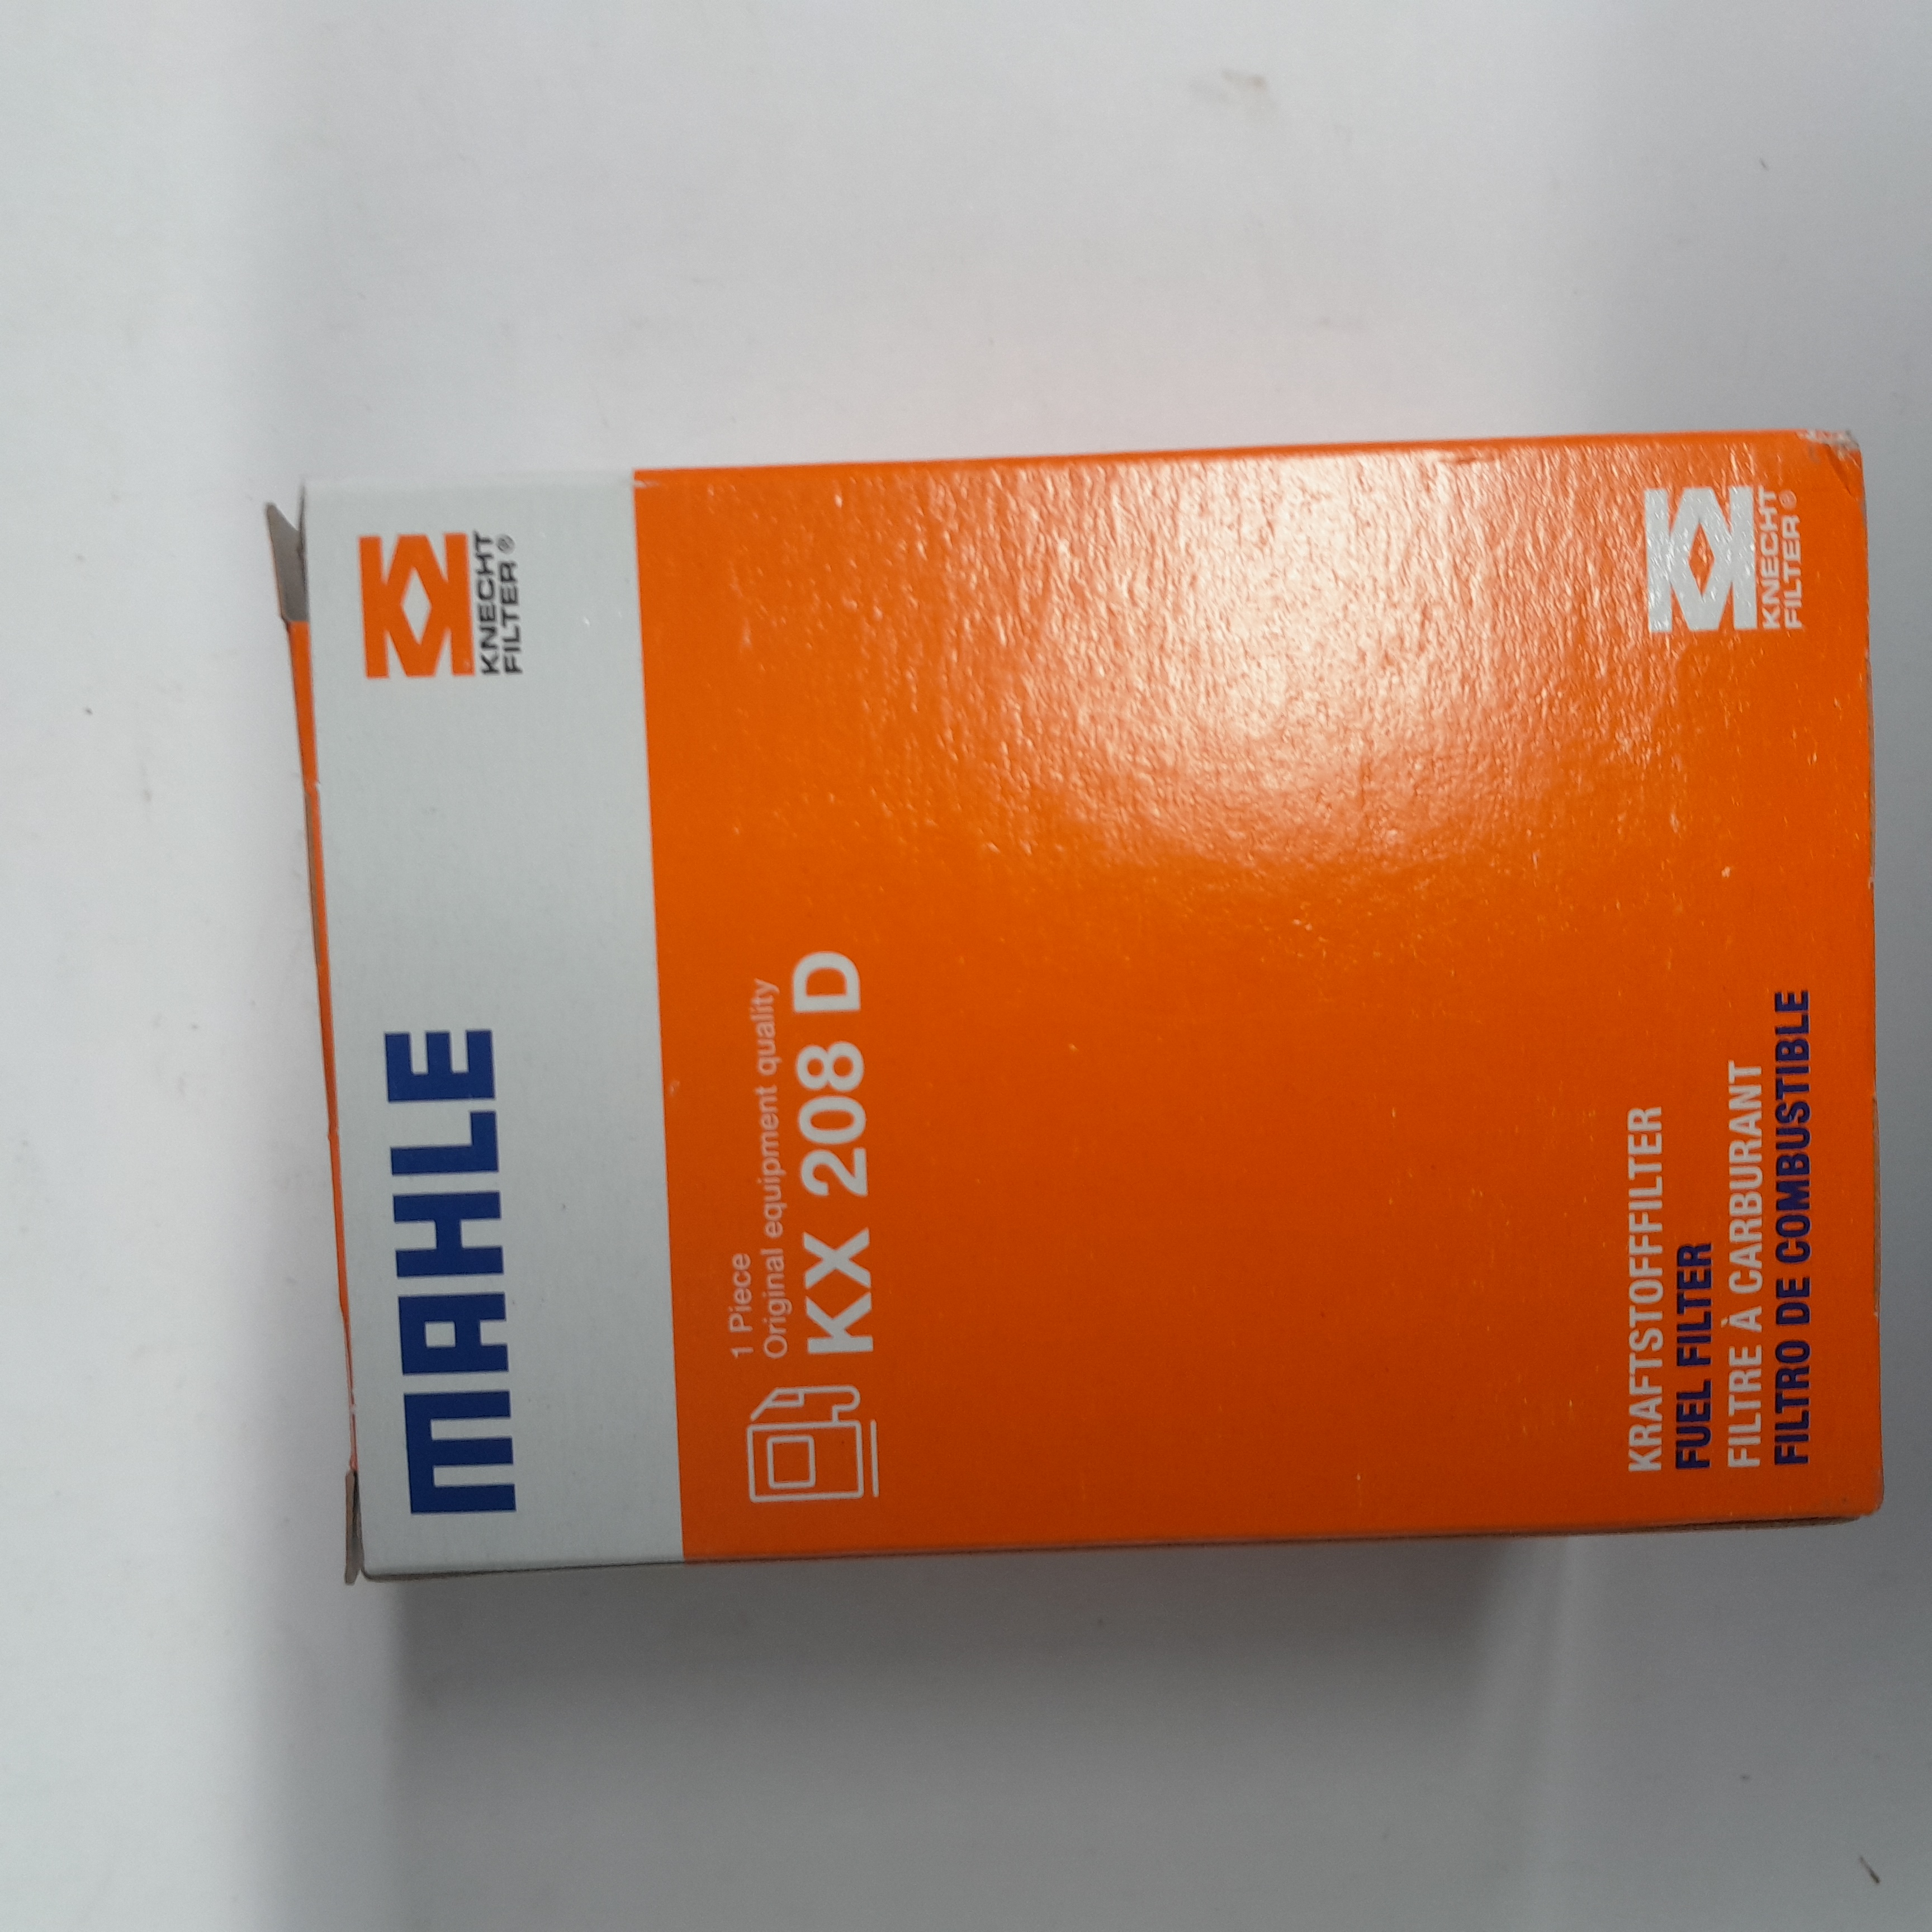 MAHLE
KNECHT
FILTER®
1 Piece
Original equipment quality
KX 208 D
KRAFTSTOFFFILTER
FUEL FILTER
FILTRE À CARBURANT
FILTRO DE COMBUSTIBLE
KNECHT
FILTER®